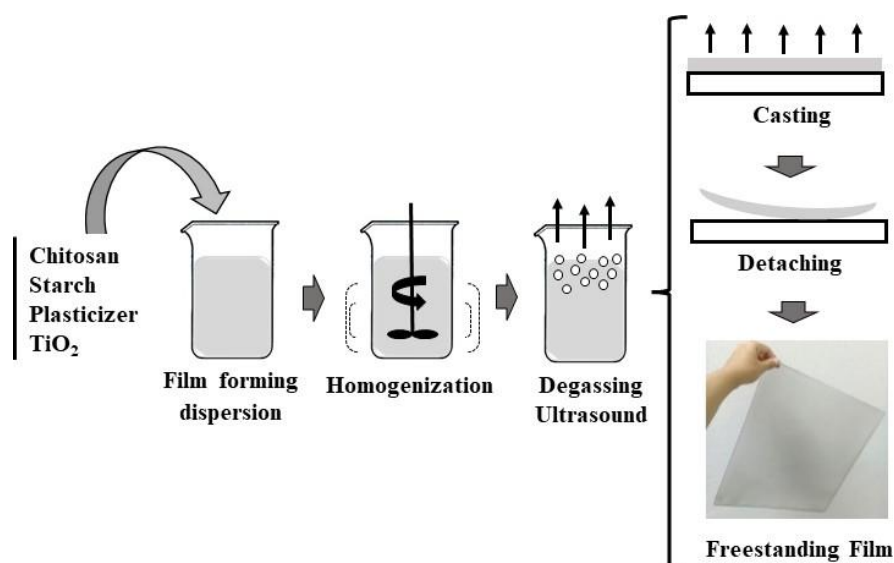 Chitosan
Starch
Plasticizer
TiO₂
Film forming
dispersion
Homogenization
Degassing
Ultrasound
Casting
Detaching
Freestanding Film